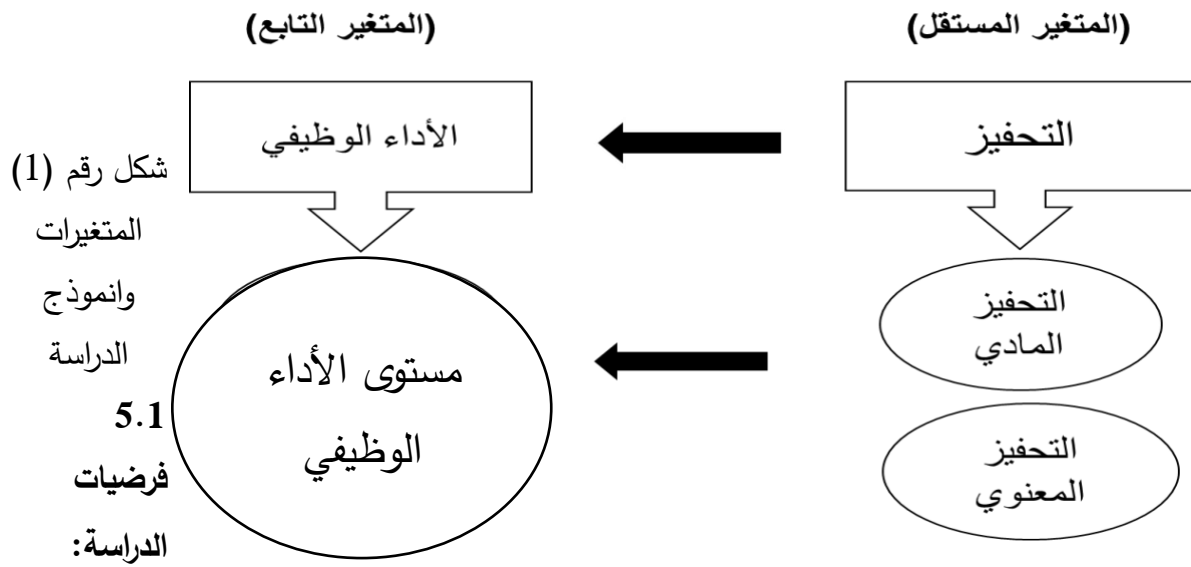 (المتغير المستقل)
(المتغير التابع)
التحفيز
الأداء الوظيفي
التحفيز
المادي
التحفيز
المعنوي
مستوى الأداء
الوظيفي
شكل رقم (1)
المتغيرات
وانموذج
الدراسة
5.1
فرضيات
الدراسة: